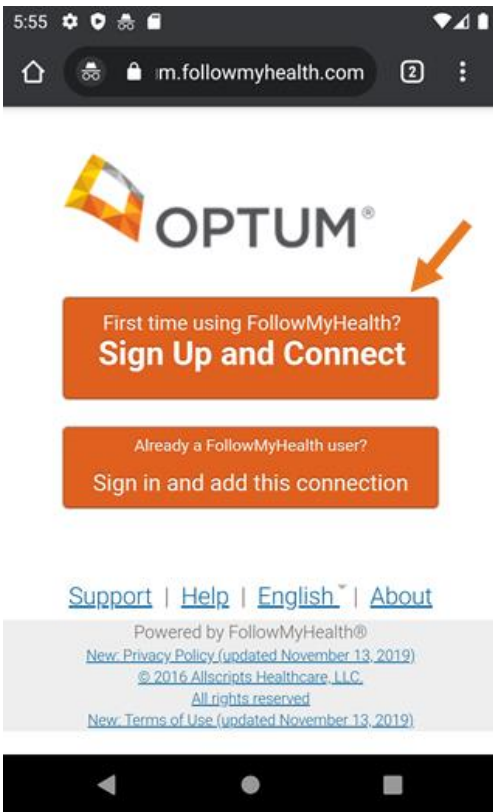 5:55
m.followmyhealth.com 2
OPTUM®
First time using FollowMyHealth?
Sign Up and Connect
Already a FollowMyHealth user?
Sign in and add this connection
Support | Help | English | About
Powered by FollowMyHealth®
New: Privacy Policy (updated November 13, 2019)
© 2016 Allscripts Healthcare, LLC.
All rights reserved
New: Terms of Use (updated November 13, 2019)